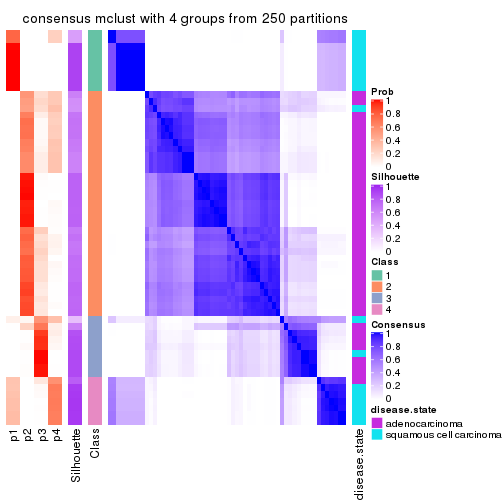 consensus mclust with 4 groups from 250 partitions
Prob
1
0.8
0.6
0.4
0.2
0
Silhouette
1
0.8
0.6
0.4
0.2
0
Class
1
2
3
4
Consensus
1
0.8
0.6
0.4
0.2
0
disease.state
adenocarcinoma
squamous cell carcinoma
p1
p2
p3
p4
Silhouette
Class
disease.state